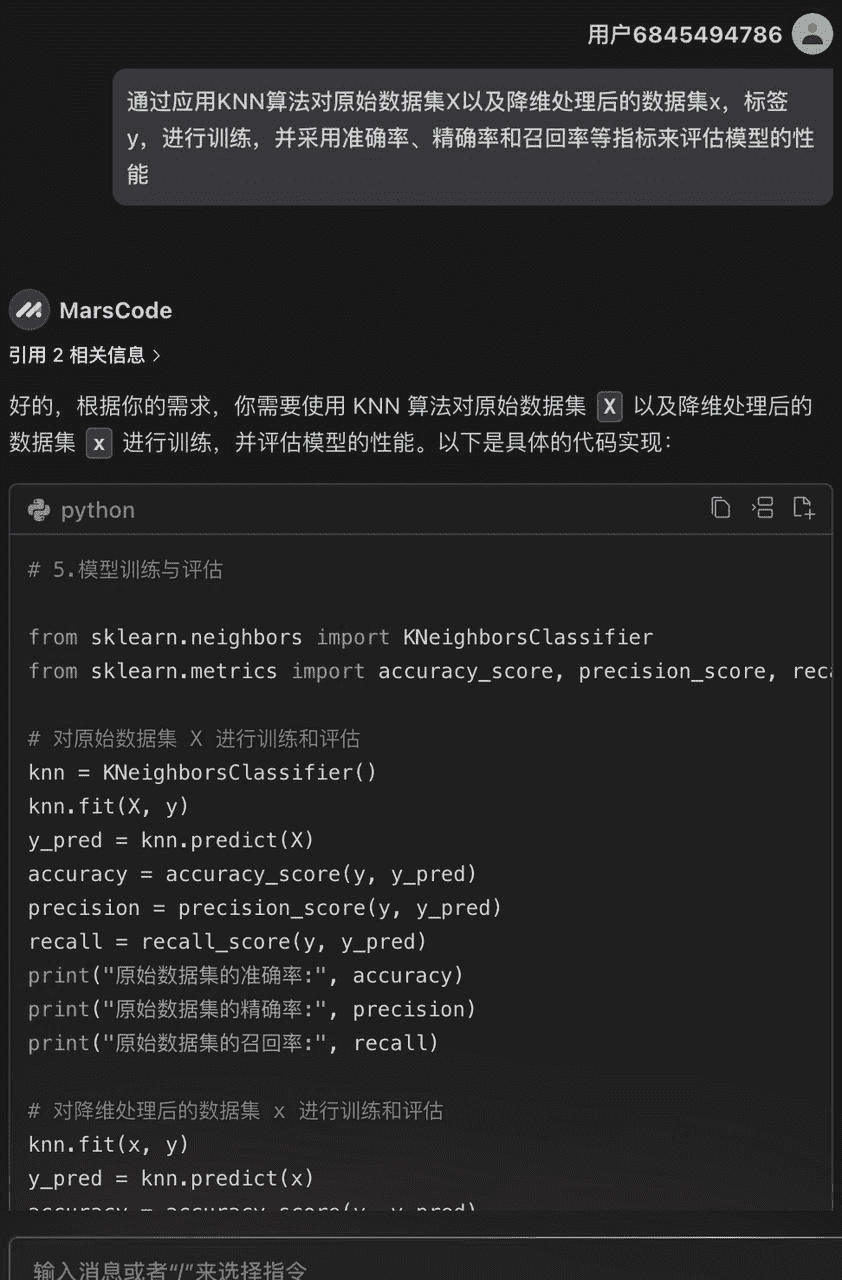 用户6845494786
通过应用KNN算法对原始数据集X以及降维处理后的数据集x，标签
y，进行训练，并采用准确率、精确率和召回率等指标来评估模型的性
能
MarsCode
引用 2 相关信息 >
好的，根据你的需求，你需要使用 KNN 算法对原始数据集 X 以及降维处理后的
数据集 x 进行训练，并评估模型的性能。以下是具体的代码实现：
python
# 5.模型训练与评估
from sklearn.neighbors import KNeighborsClassifier
from sklearn.metrics import accuracy_score, precision_score, reca
# 对原始数据集 X 进行训练和评估
knn = KNeighborsClassifier()
knn.fit(X, y)
y_pred = knn.predict(X)
accuracy = accuracy_score(y, y_pred)
precision = precision_score(y, y_pred)
recall = recall_score(y, y_pred)
print("原始数据集的准确率:", accuracy)
print("原始数据集的精确率:", precision)
print("原始数据集的召回率:", recall)
# 对降维处理后的数据集 x 进行训练和评估
knn.fit(x, y)
y_pred = knn.predict(x)
accuracy = accuracy_score(y, y_pred)
输入消息或者“/”来选择指令